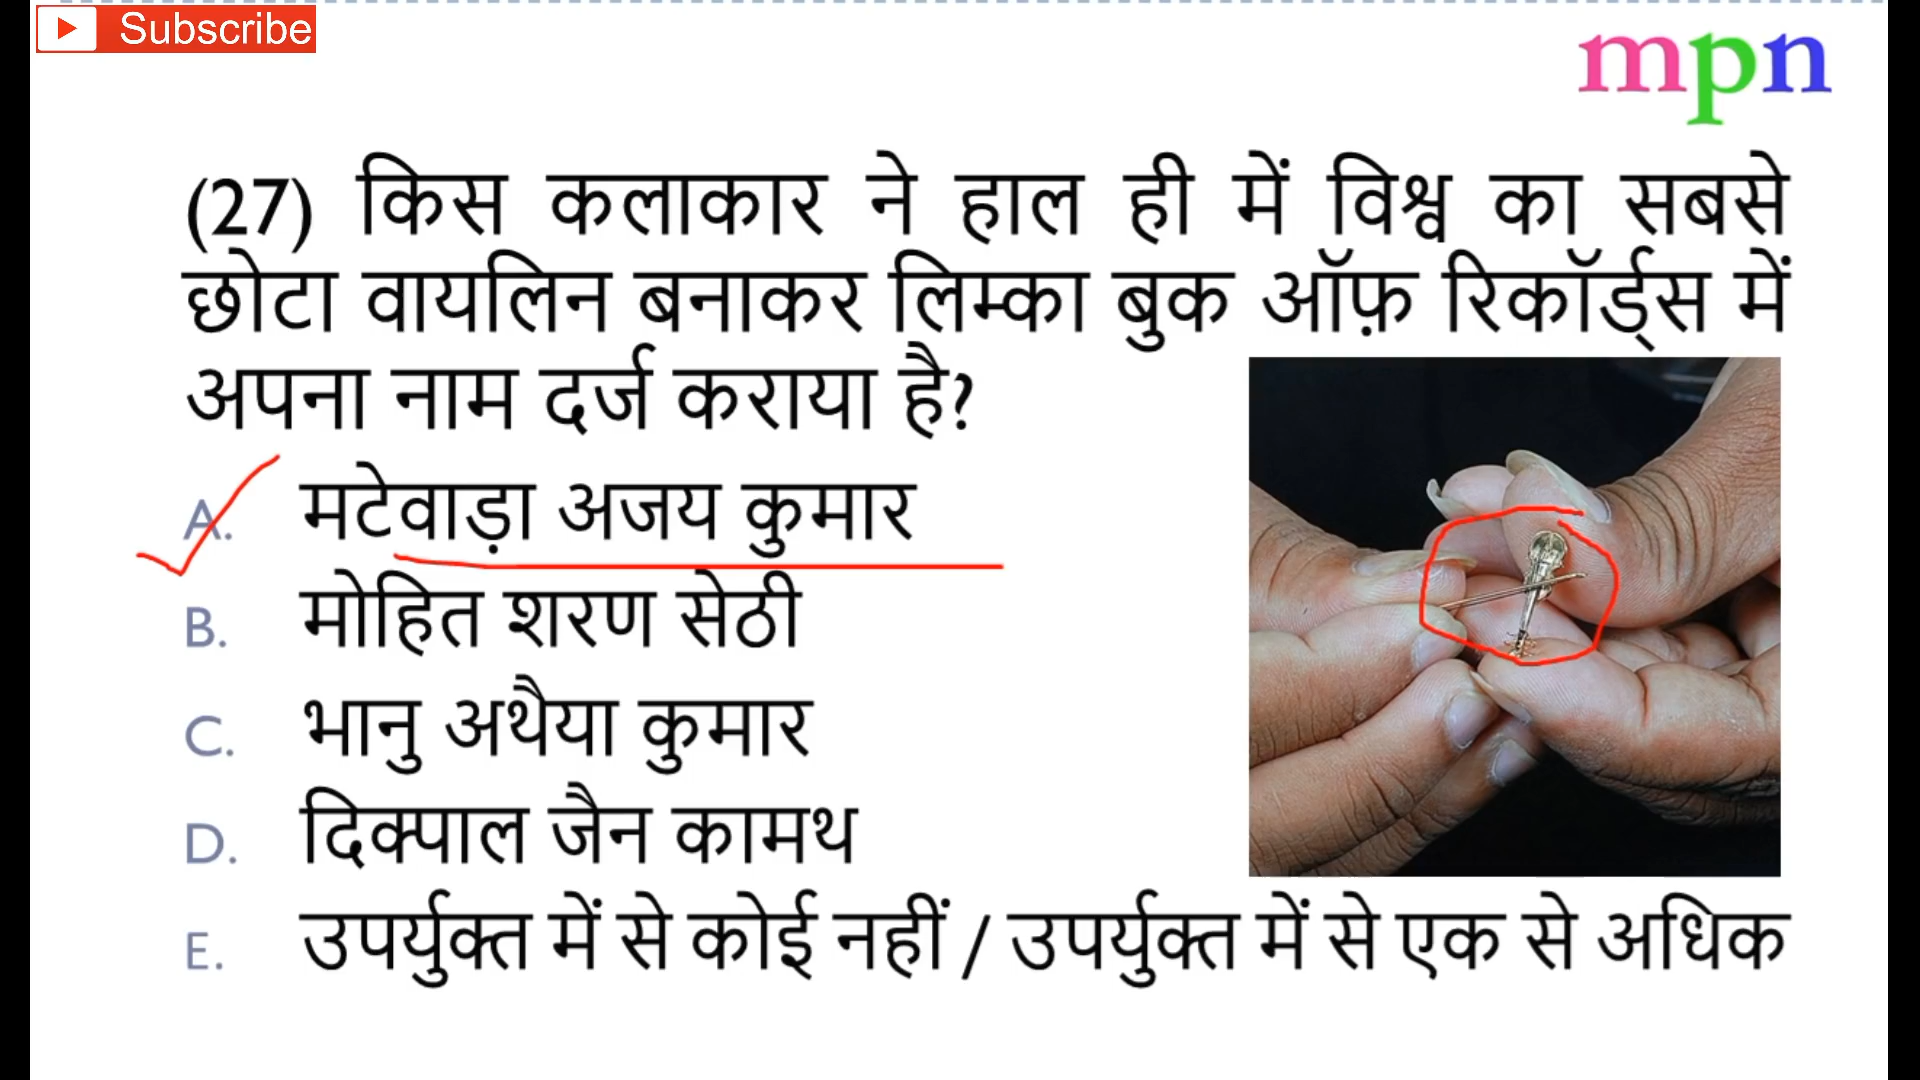 Subscribe
mpn
(27) किस कलाकार ने हाल ही में विश्व का सबसे
छोटा वायलिन बनाकर लिम्का बुक ऑफ़ रिकॉर्ड्स में
अपना नाम दर्ज कराया है?
A. मटेवाड़ा अजय कुमार
B. मोहित शरण सेठी
C. भानु अथैया कुमार
D. दिक्पाल जैन कामथ
E. उपर्युक्त में से कोई नहीं / उपर्युक्त में से एक से अधिक